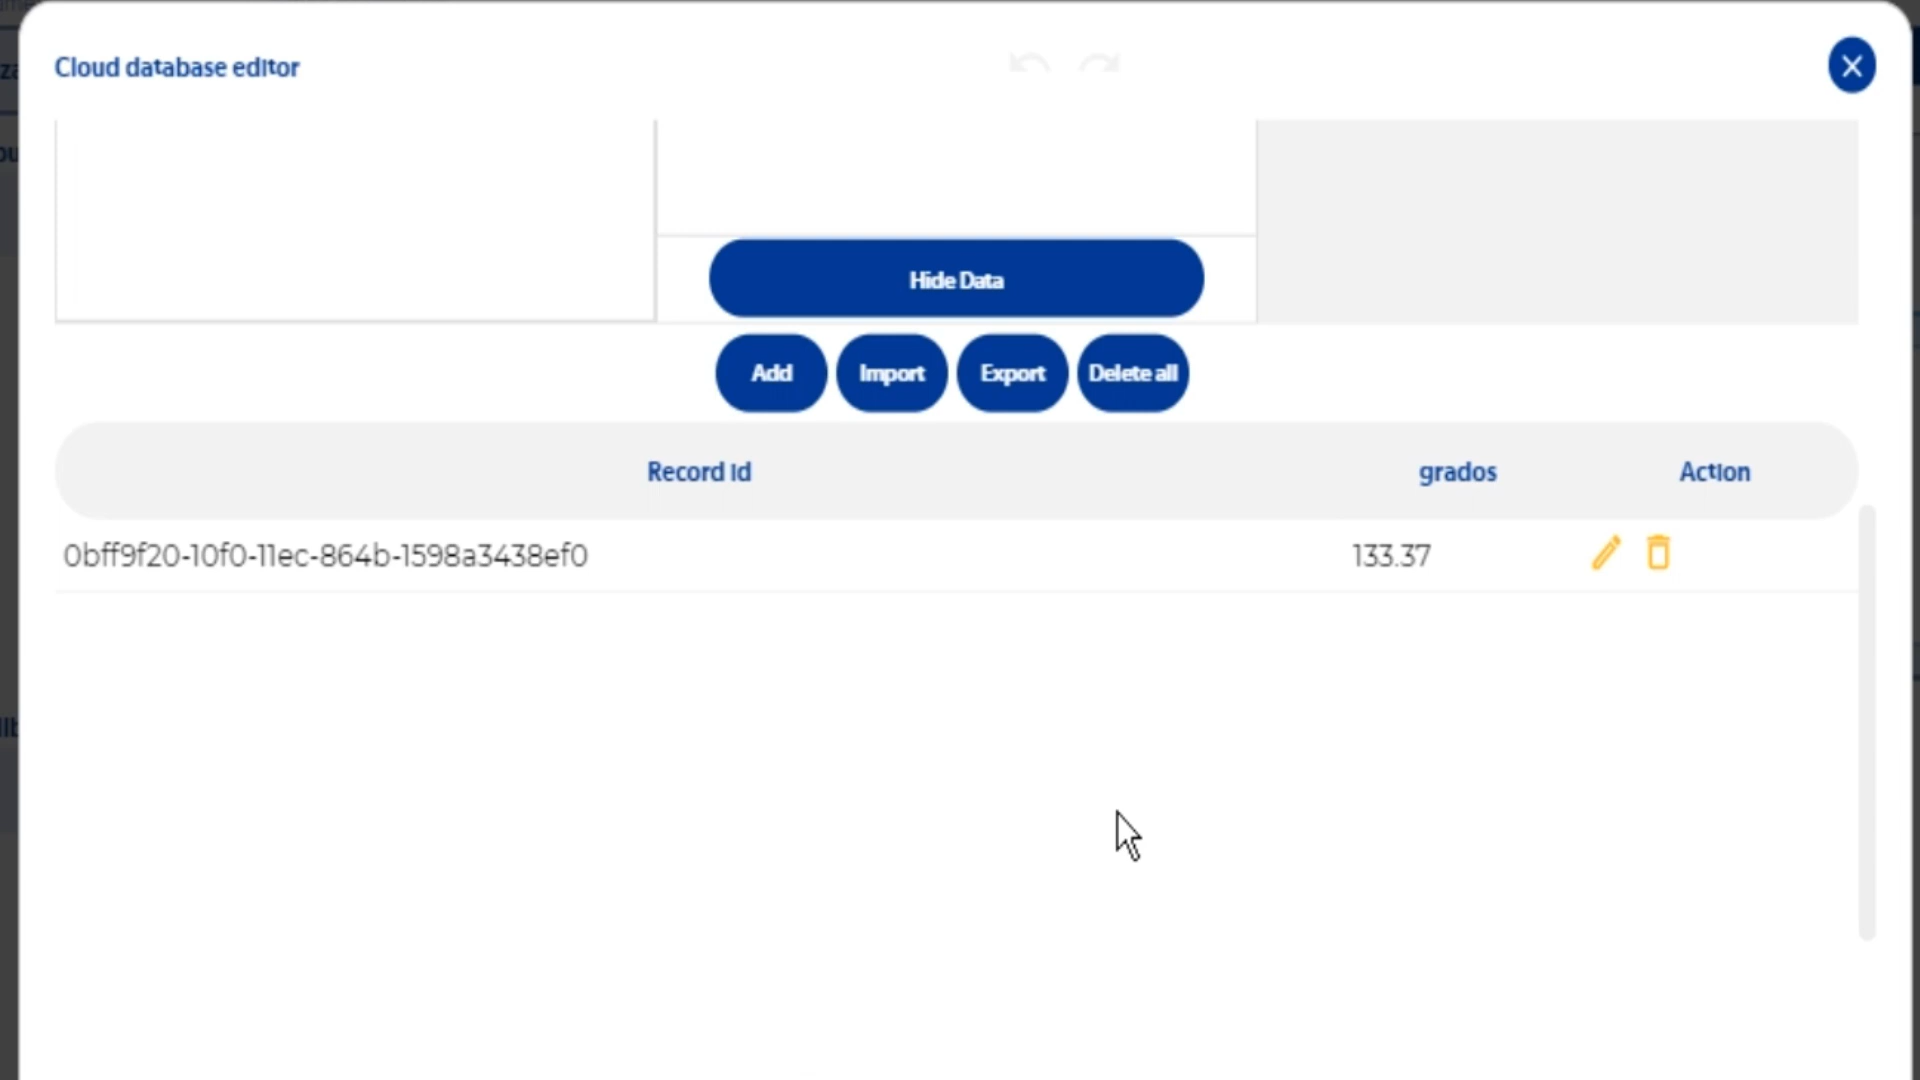 Cloud database editor
Hide Data
Add Import Export Delete all
Record id grados Action
0bff9f20-10f0-11ec-864b-1598a3438ef0 133.37